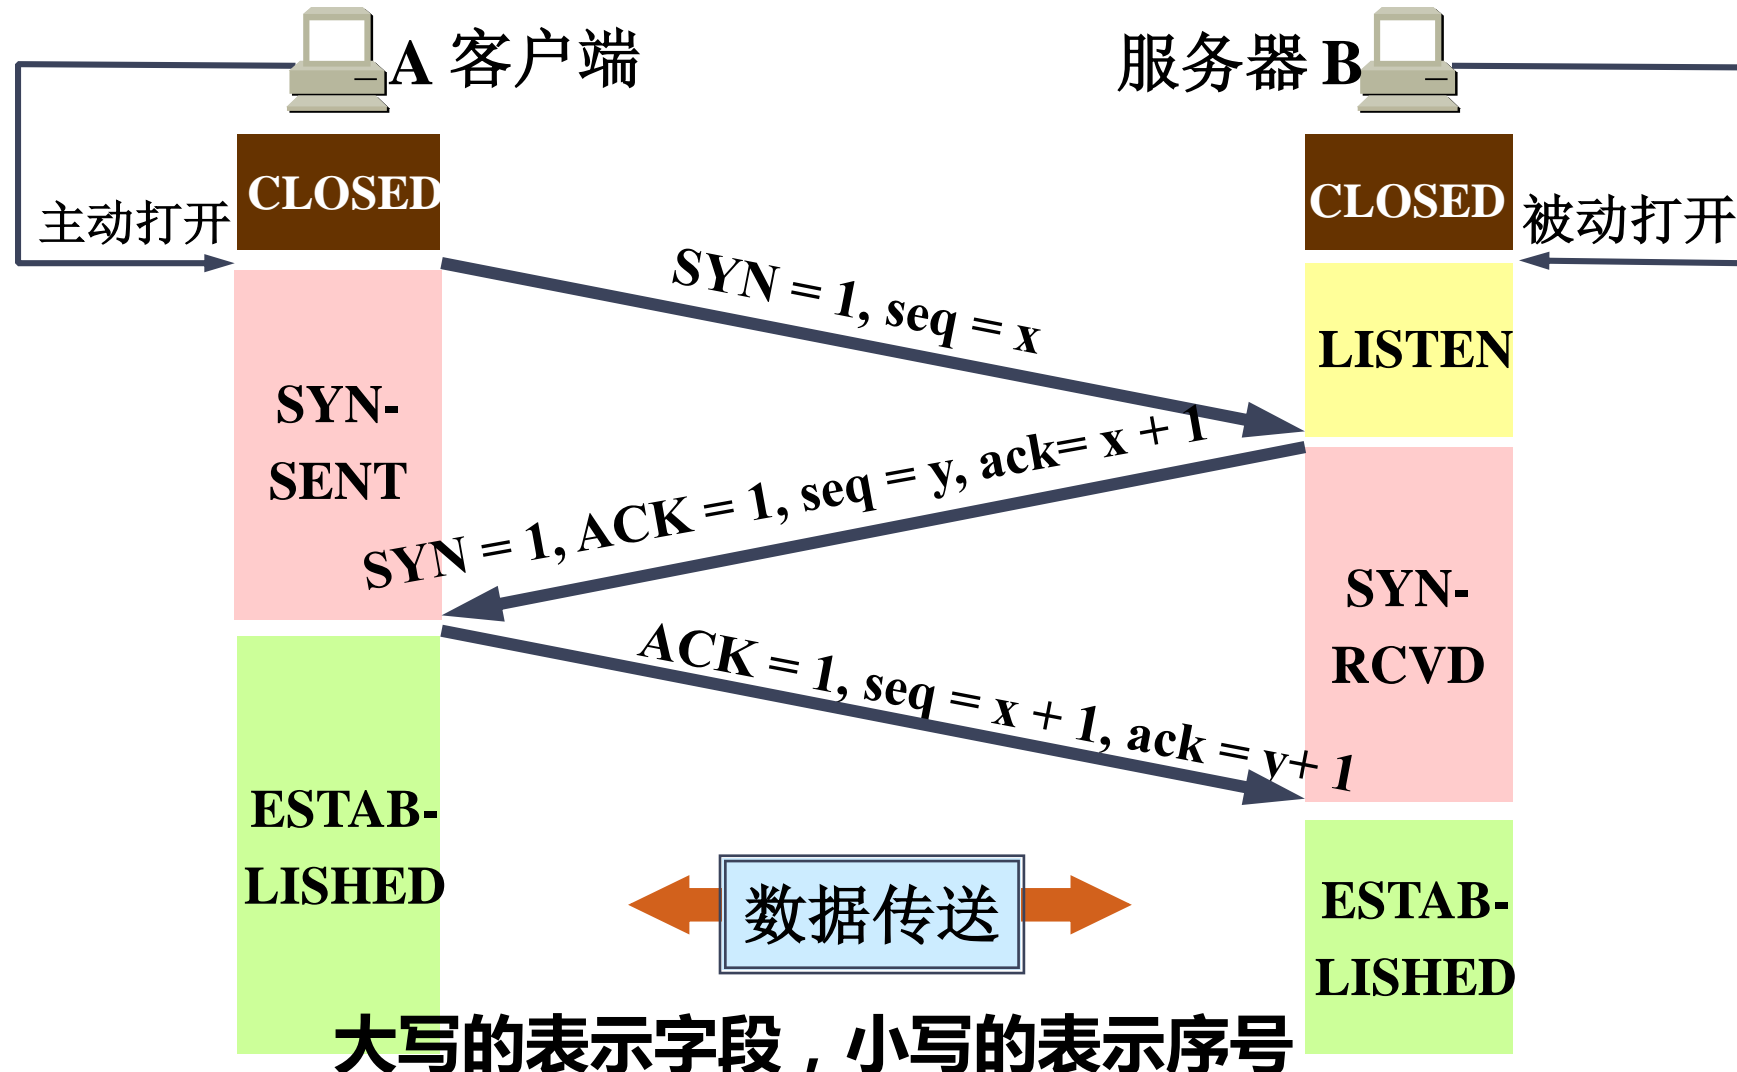 A 客户端
服务器 B
CLOSED
CLOSED
主动打开
被动打开
SYN = 1, seq = x
LISTEN
SYN-
SENT
SYN = 1, ACK = 1, seq = y, ack= x + 1
SYN-
RCVD
ACK = 1, seq = x + 1, ack = y+ 1
ESTAB-
LISHED
数据传送
ESTAB-
LISHED
大写的表示字段，小写的表示序号